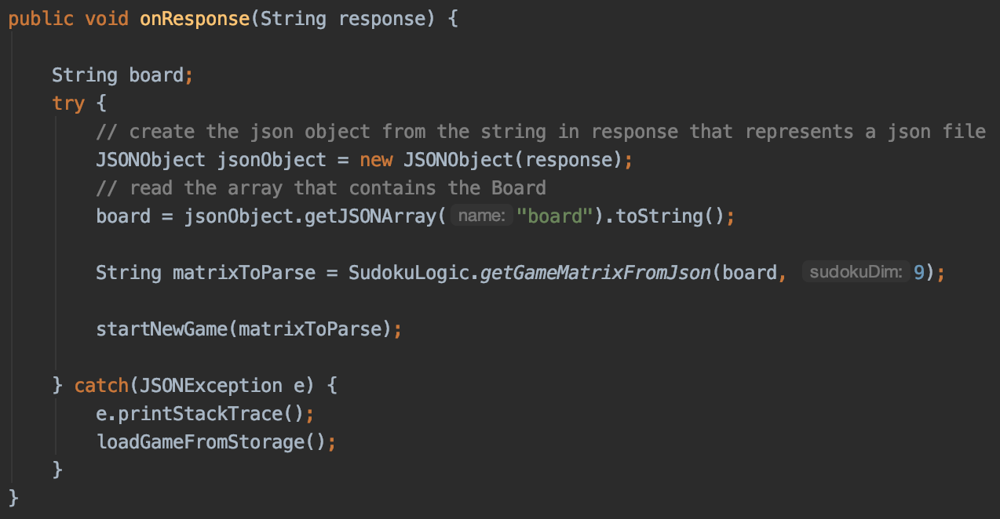 public void onResponse(String response) {
String board;
try {
// create the json object from the string in response that represents a json file
JSONObject jsonObject = new JSONObject(response);
// read the array that contains the Board
board = jsonObject.getJSONArray( name: "board").toString();
String matrixToParse = SudokuLogic.getGameMatrixFromJson(board, sudokuDim: 9);
startNewGame(matrixToParse);
} catch(JSONException e) {
e.printStackTrace();
loadGameFromStorage();
}
}